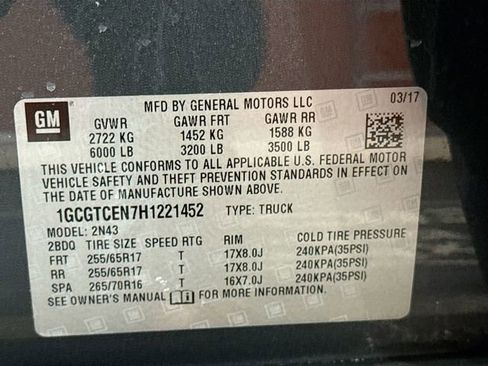 GM
MFD BY GENERAL MOTORS LLC 03/17
GVWR GAWR FRT GAWR RR
2722 KG 1452 KG 1588 KG
6000 LB 3200 LB 3500 LB
THIS VEHICLE CONFORMS TO ALL APPLICABLE U.S. FEDERAL MOTOR
VEHICLE SAFETY AND THEFT PREVENTION STANDARDS IN EFFECT ON
THE DATE OF MANUFACTURE SHOWN ABOVE.
1GCGTCEN7H1221452 TYPE: TRUCK
MODEL: 2N43
2BDQ TIRE SIZE SPEED RTG RIM COLD TIRE PRESSURE
FRT 255/65R17 T 17X8.0J 240KPA(35PSI)
RR 255/65R17 T 17X8.0J 240KPA(35PSI)
SPA 265/70R16 T 16X7.0J 240KPA(35PSI)
SEE OWNER'S MANUAL FOR MORE INFORMATION.